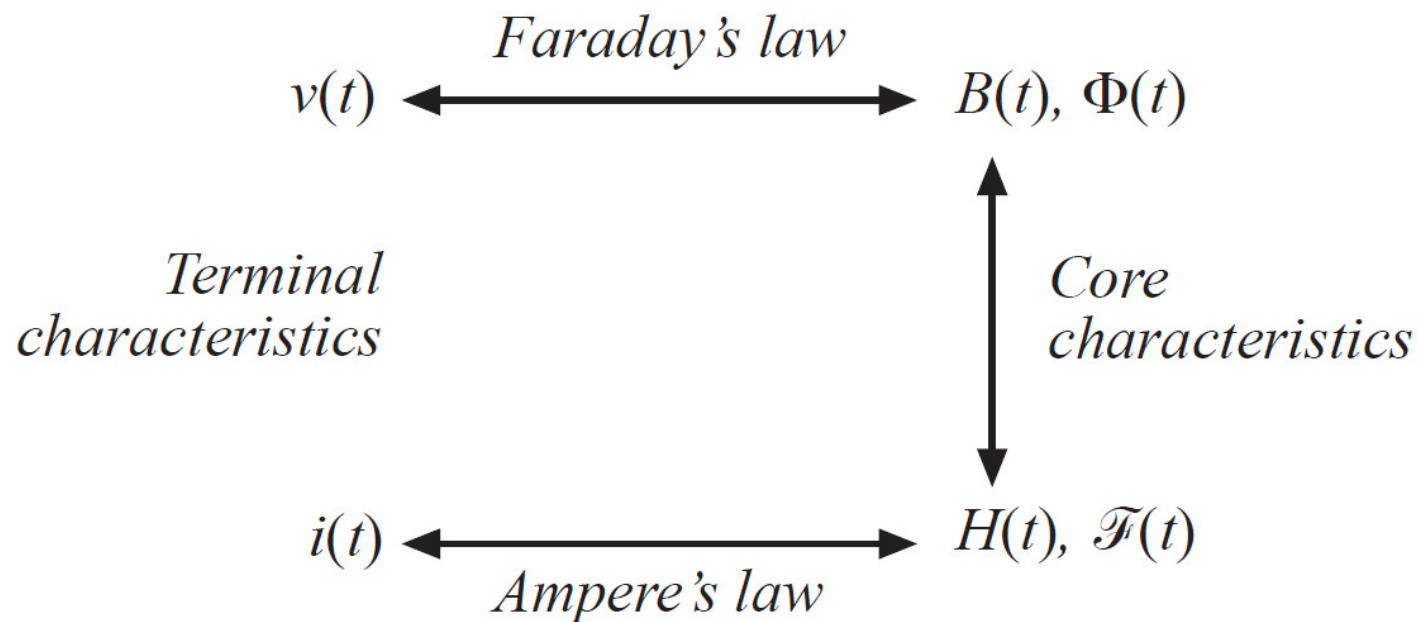 Faraday’s law
v(t)
B(t), Φ(t)
Terminal
characteristics
Core
characteristics
i(t)
H(t), ℱ(t)
Ampere’s law